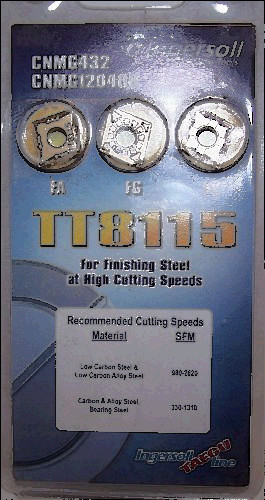 Ingersoll
CNMG432
FA FG
TT8115
for Finishing Steel
at High Cutting Speeds
Recommended Cutting Speeds
Material SFM
Low Carbon Steel &
Low Carbon Alloy Steel
Carbon & Alloy Steel
Bearing Steel
Ingersoll
TAEGU line